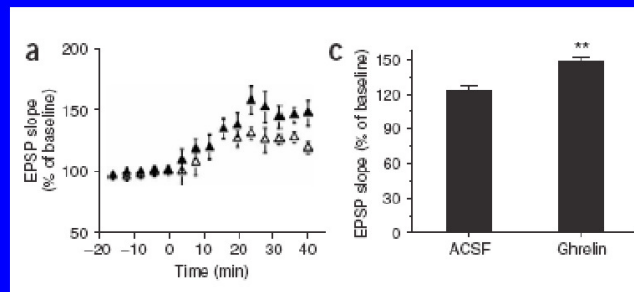 a
200
150
100
50
EPSP slope
(% of baseline)
−20 −10 0 10 20 30 40
Time (min)
c
**
150
120
90
60
30
0
EPSP slope (% of baseline)
ACSF Ghrelin